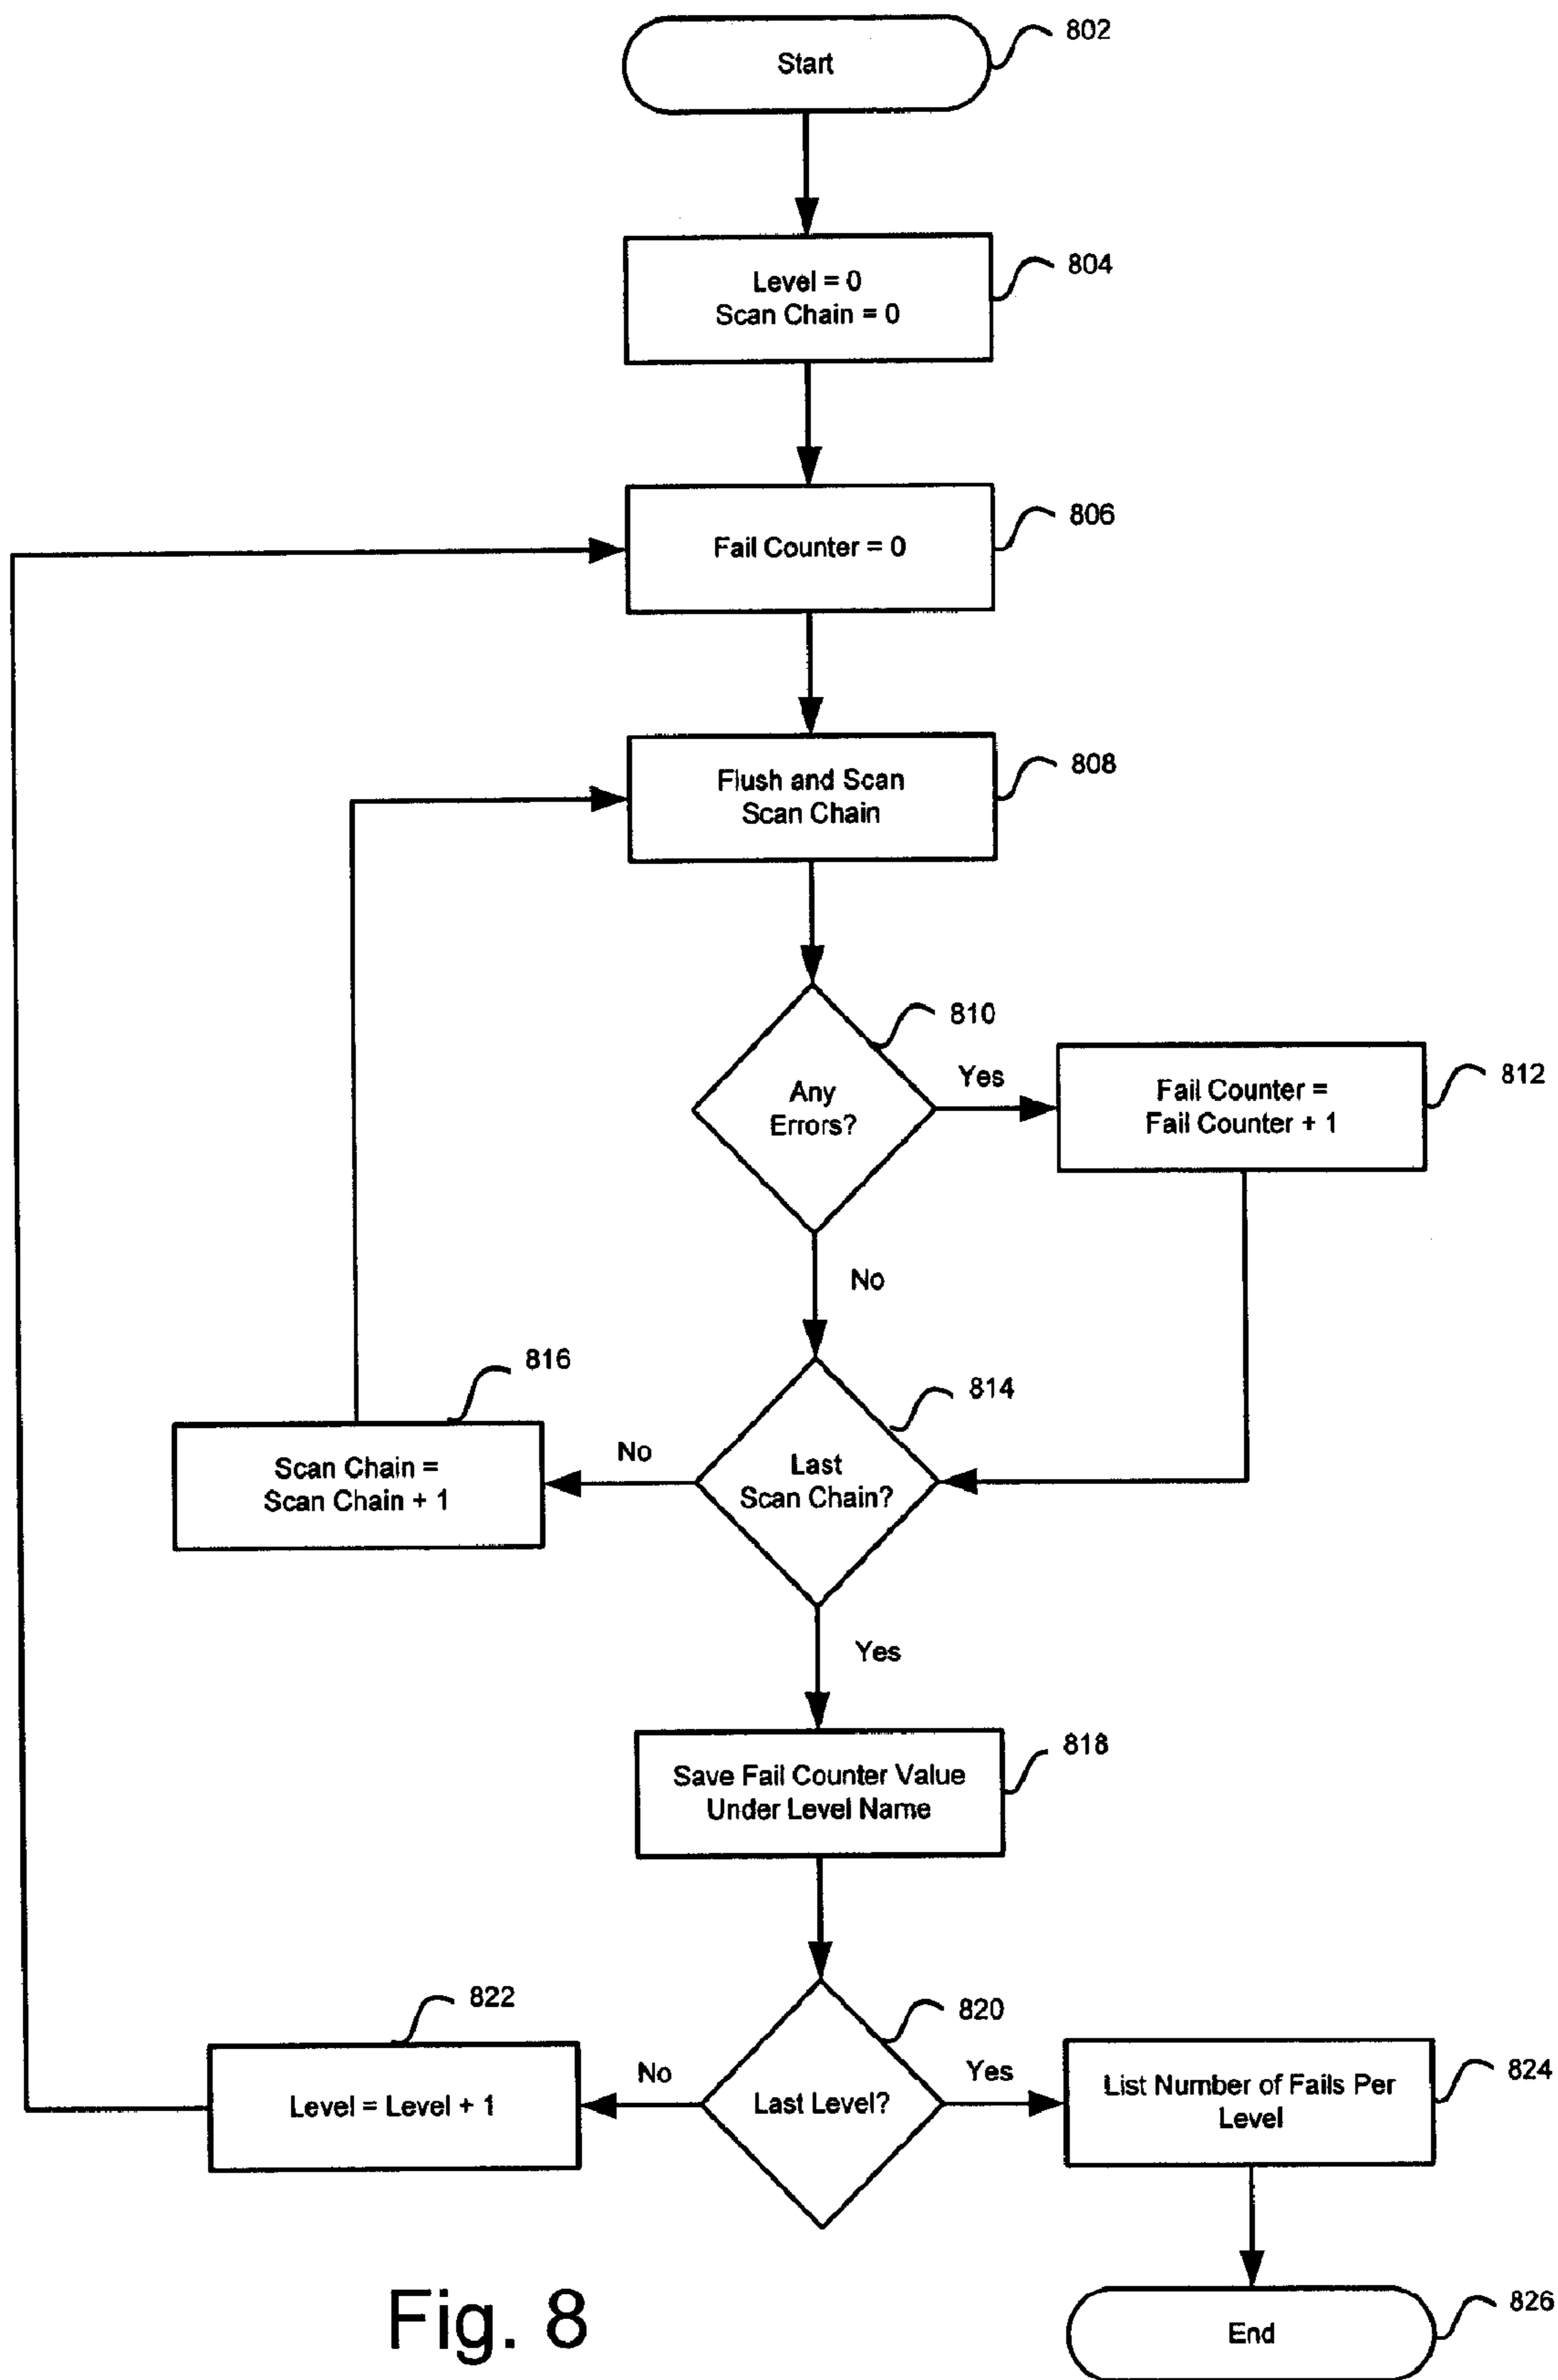 802
Start
804
Level = 0
Scan Chain = 0
806
Fail Counter = 0
808
Flush and Scan
Scan Chain
810
Any
Errors?
Yes
812
Fail Counter =
Fail Counter + 1
No
814
Last
Scan Chain?
No
816
Scan Chain =
Scan Chain + 1
Yes
818
Save Fail Counter Value
Under Level Name
820
Last Level?
No
822
Level = Level + 1
Yes
824
List Number of Fails Per
Level
826
End
Fig. 8